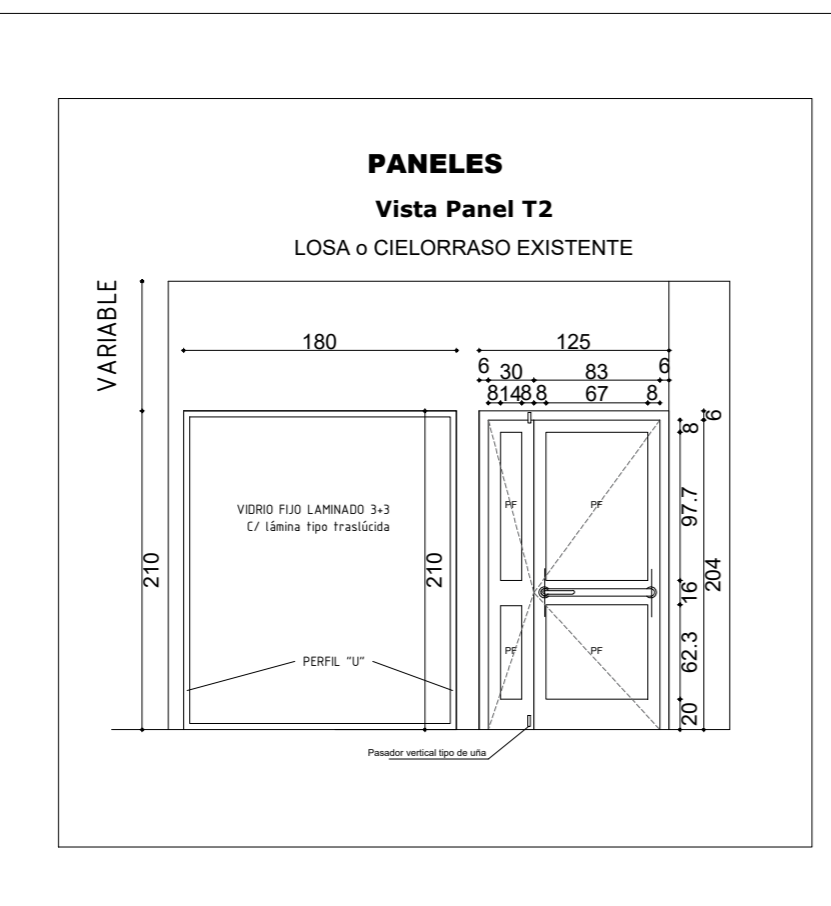 PANELES
Vista Panel T2
LOSA o CIELORRASO EXISTENTE
VARIABLE
180
125
6 30 83 6
8 14 8 8 67 8
6
8
VIDRIO FIJO LAMINADO 3+3
C/ lámina tipo traslúcida
PF
PF
97.7
210
210
204
16
PERFIL "U"
PF
PF
62.3
20
Pasador vertical tipo de uña